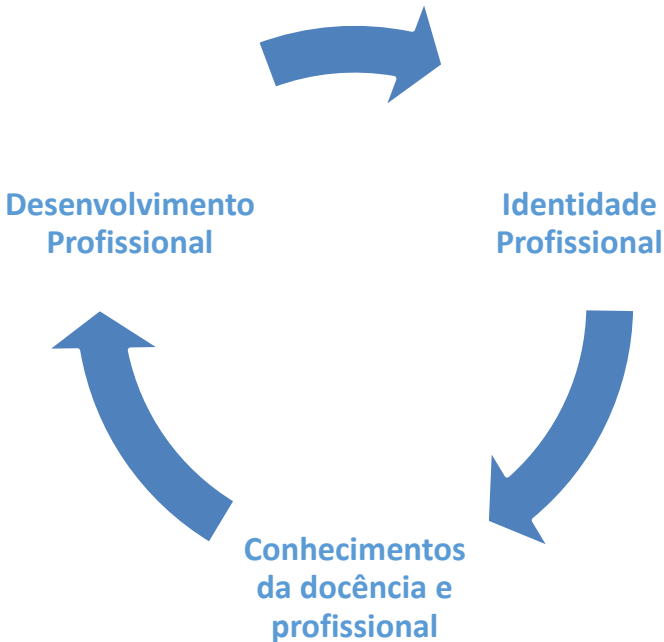 Desenvolvimento
Profissional
Identidade
Profissional
Conhecimentos
da docência e
profissional